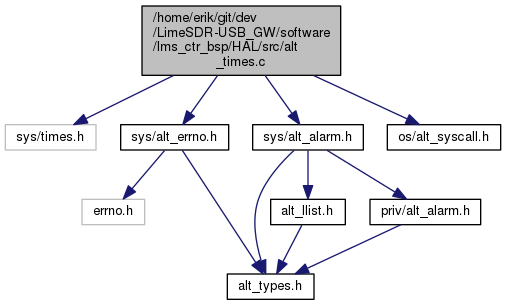 /home/erik/git/dev
/LimeSDR-USB_GW/software
/lms_ctr_bsp/HAL/src/alt
_times.c
sys/times.h
sys/alt_errno.h
sys/alt_alarm.h
os/alt_syscall.h
errno.h
alt_llist.h
priv/alt_alarm.h
alt_types.h